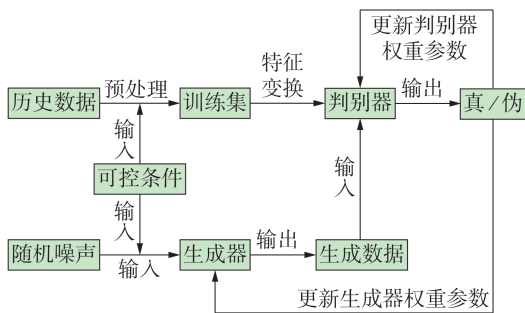 更新判别器
权重参数
特征
变换
预处理
历史数据
训练集
判别器
输出
真/伪
输入
可控条件
输入
输入
随机噪声
输入
生成器
输出
生成数据
更新生成器权重参数